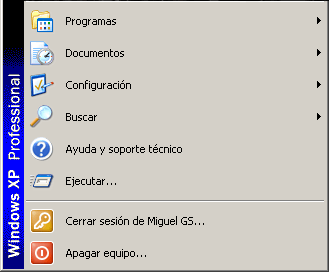 Programas
Documentos
Configuración
Buscar
Ayuda y soporte técnico
Ejecutar...
Cerrar sesión de Miguel GS...
Apagar equipo...
Windows XP Professional